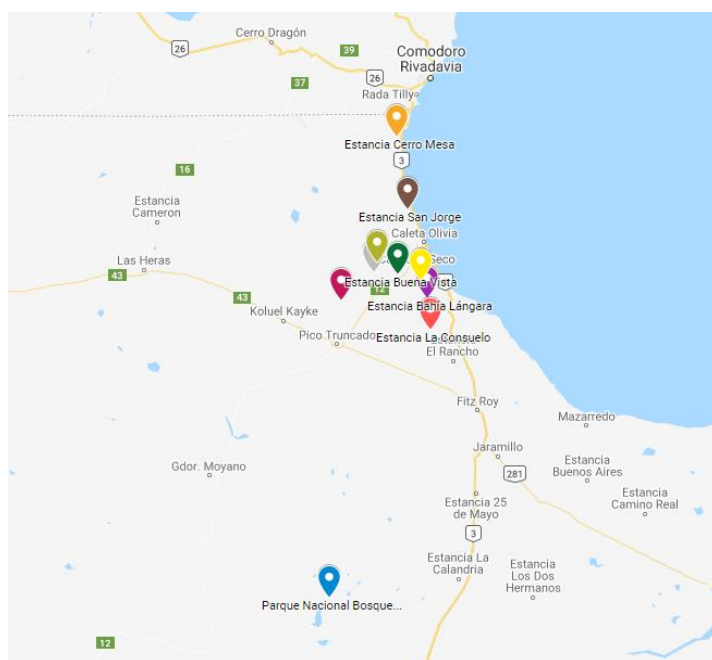 Cerro Dragón
26
39
Comodoro
Rivadavia
26
37
Rada Tilly
Estancia Cerro Mesa
3
16
Estancia
Cameron
Estancia San Jorge
Caleta Olivia
Las Heras
Seco
43
Estancia Buena Vista
12
43
Estancia Bahía Lángara
Koluel Kayke
Pico Truncado
Estancia La Consuelo
El Rancho
Fitz Roy
Mazarredo
Jaramillo
Gdor. Moyano
Estancia
Buenos Aires
281
Estancia
Camino Real
Estancia 25
de Mayo
3
Estancia La
Calandria
Estancia
Los Dos
Hermanos
Parque Nacional Bosque...
12